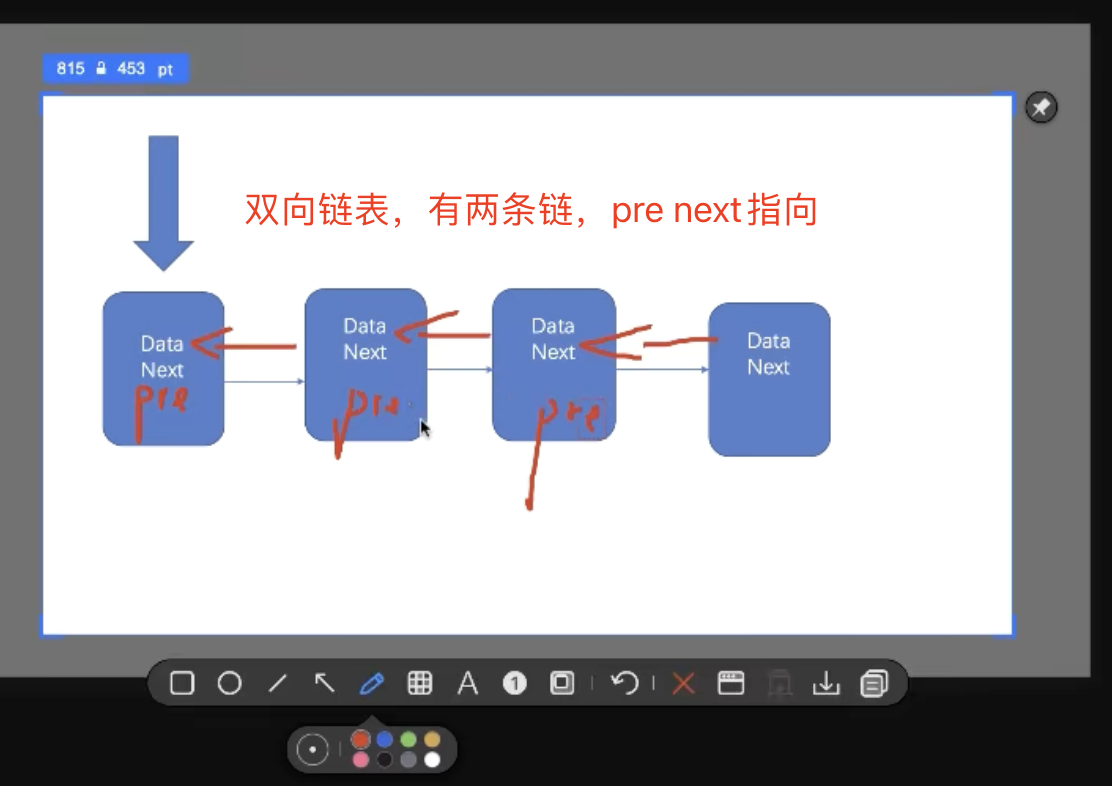 815 453 pt
双向链表，有两条链，pre next指向
Data
Next
pre
Data
Next
pre
Data
Next
pre
Data
Next
A
1